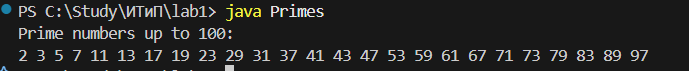 PS C:\Study\ИТиП\lab1> java Primes
Prime numbers up to 100:
2 3 5 7 11 13 17 19 23 29 31 37 41 43 47 53 59 61 67 71 73 79 83 89 97